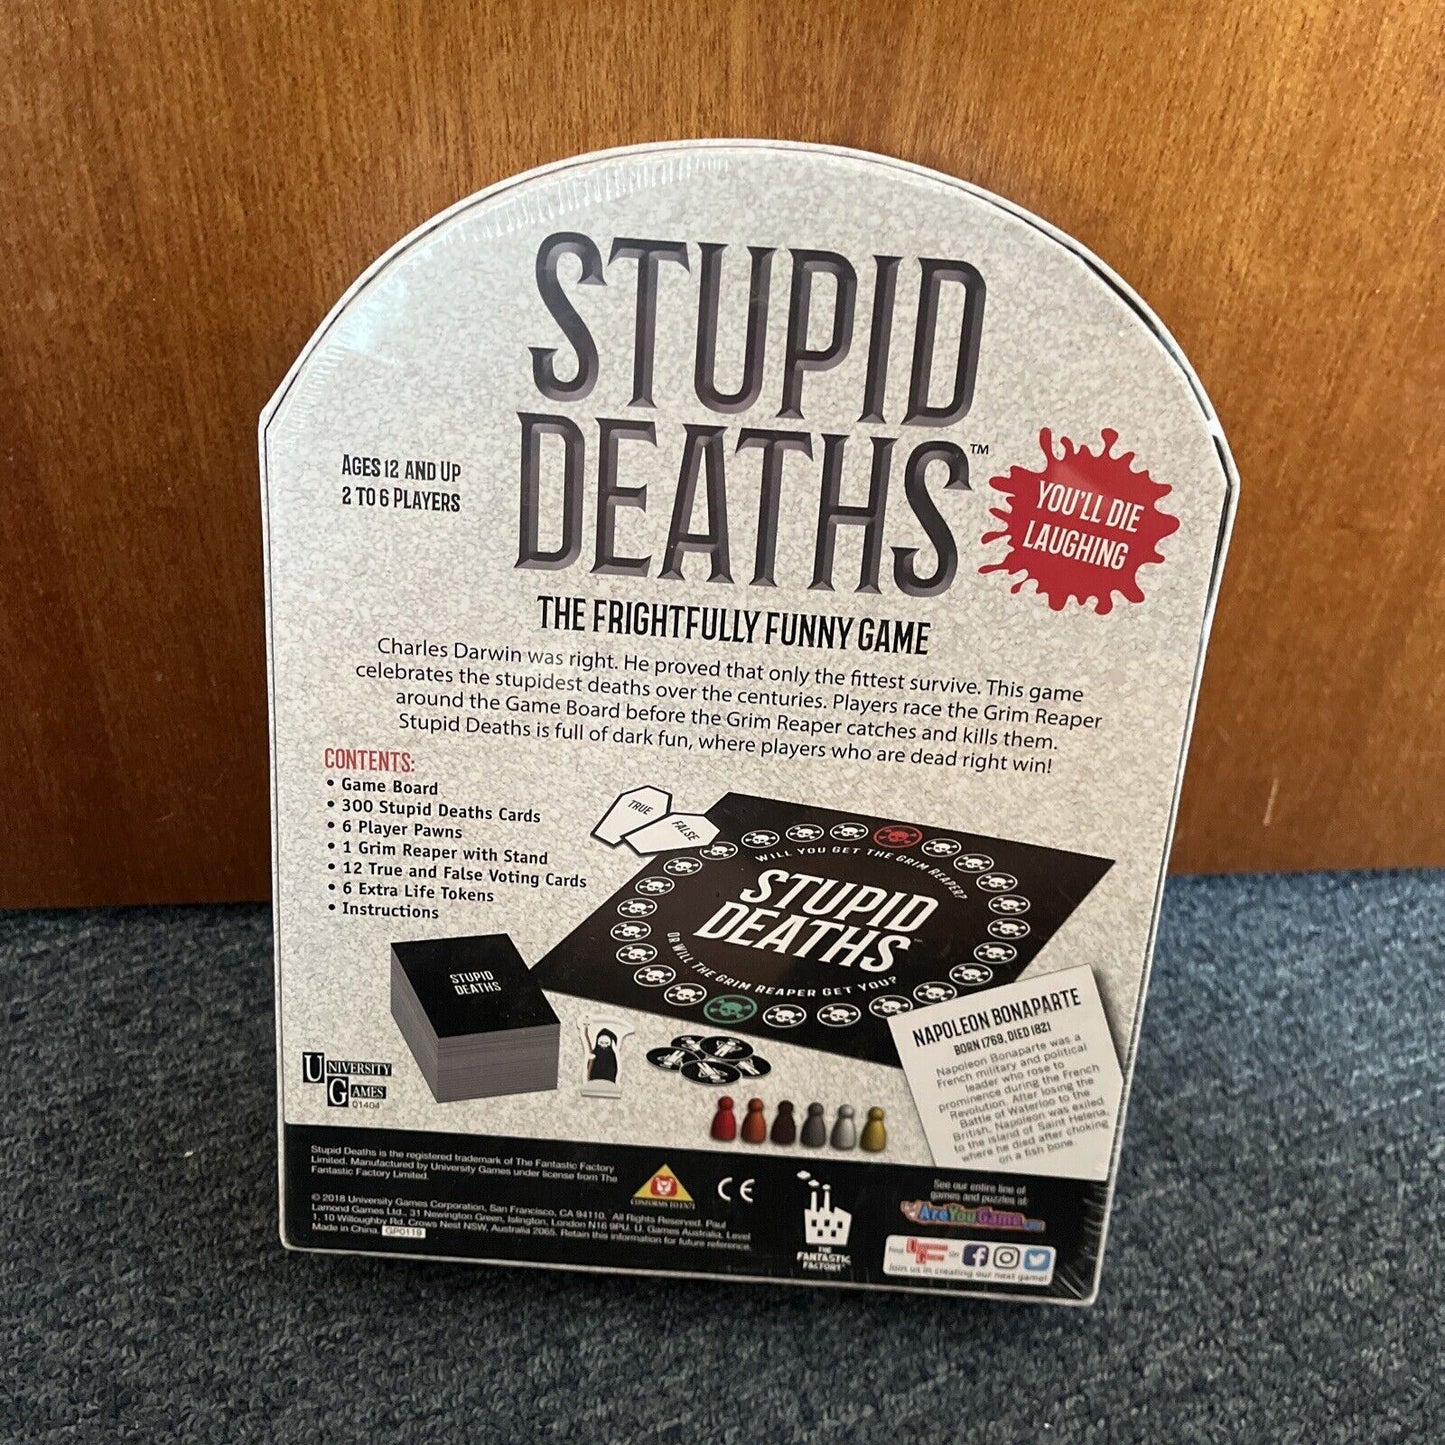 STUPID
DEATHS™
AGES 12 AND UP
2 TO 6 PLAYERS
YOU'LL DIE
LAUGHING
THE FRIGHTFULLY FUNNY GAME
Charles Darwin was right. He proved that only the fittest survive. This game
celebrates the stupidest deaths over the centuries. Players race the Grim Reaper
around the Game Board before the Grim Reaper catches and kills them.
Stupid Deaths is full of dark fun, where players who are dead right win!
CONTENTS:
• Game Board
• 300 Stupid Deaths Cards
• 6 Player Pawns
• 1 Grim Reaper with Stand
• 12 True and False Voting Cards
• 6 Extra Life Tokens
• Instructions
TRUE
FALSE
WILL YOU GET THE GRIM REAPER?
STUPID
DEATHS
OR WILL THE GRIM REAPER GET YOU?
STUPID
DEATHS
NAPOLEON BONAPARTE
BORN 1769, DIED 1821
Napoleon Bonaparte was a
French military and political
leader who rose to
prominence during the French
Revolution. After losing the
Battle of Waterloo to the
British, Napoleon was exiled
to the island of Saint Helena,
where he died after choking
on a fish bone.
UNIVERSITY
GAMES
01404
Stupid Deaths is the registered trademark of The Fantastic Factory
Limited. Manufactured by University Games under license from The
Fantastic Factory Limited.
© 2018 University Games Corporation, San Francisco, CA 94110. All Rights Reserved. Paul
Lamond Games Ltd., 31 Newington Green, Islington, London N16 9PU. U. Games Australia, Level
1, 10 Willoughby Rd, Crows Nest NSW, Australia 2065. Retain this information for future reference.
Made in China. GP0119
CONFORMS TO EN71
CE
THE
FANTASTIC
FACTORY
See our entire line of
games and puzzles at:
AreYouGame.com
Find University Games on
Join us in creating our next game!